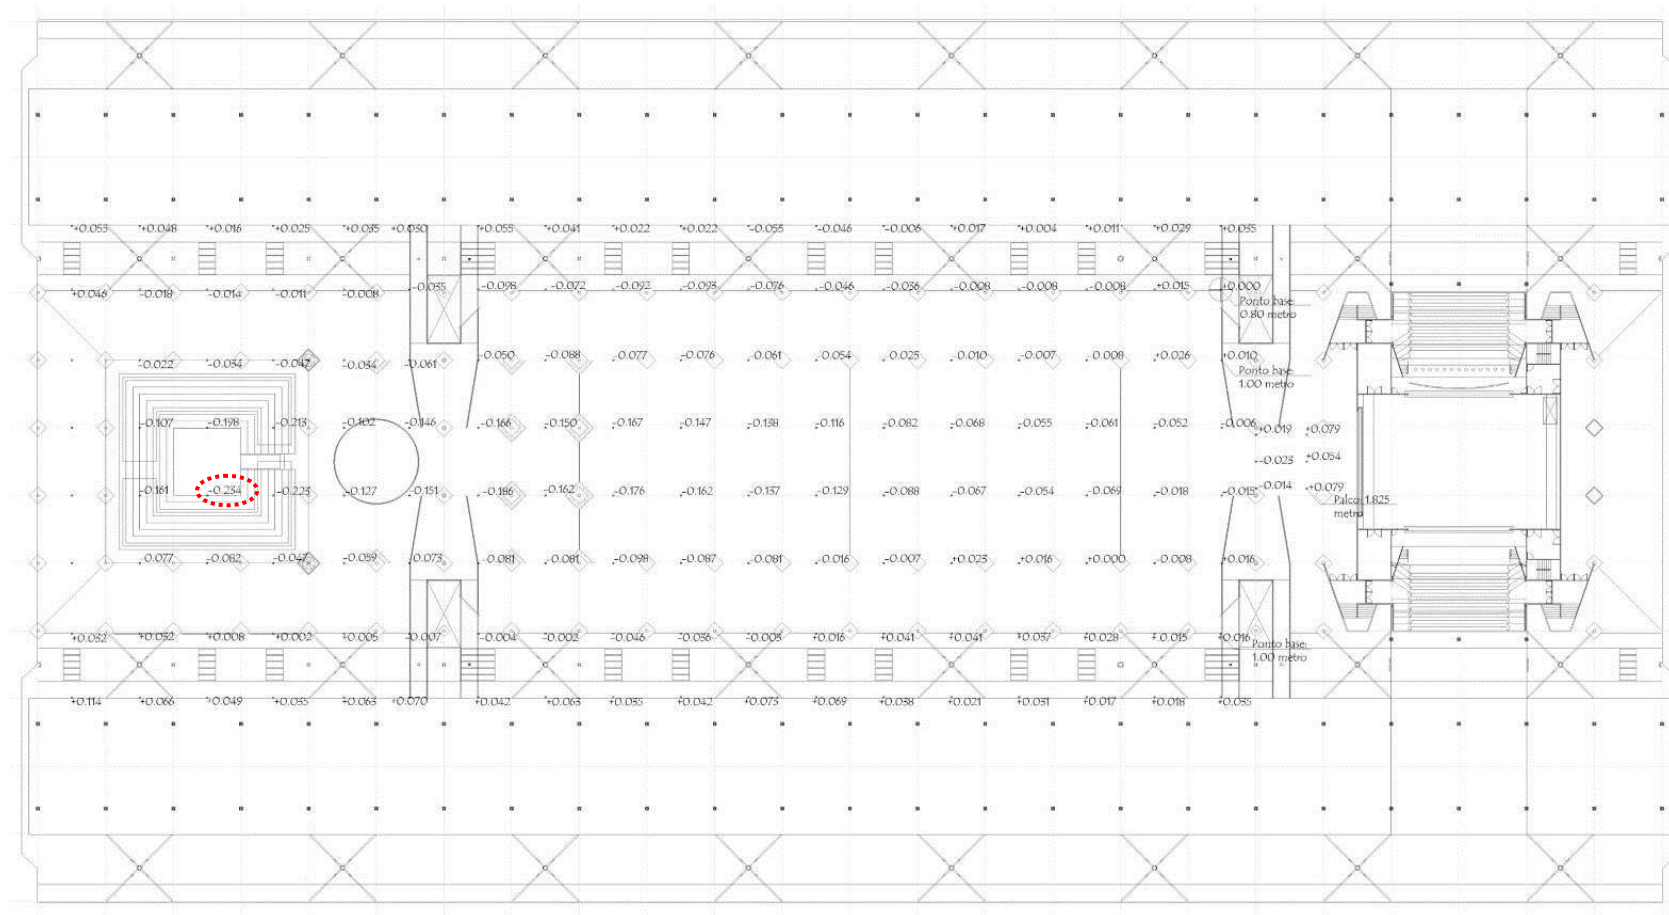 +0.053 +0.048 +0.016 +0.025 +0.035 +0.030 +0.055 +0.041 +0.022 +0.022 -0.055 -0.046 -0.006 +0.017 +0.004 +0.011 +0.029 +0.035
+0.046 -0.018 -0.014 -0.011 -0.008 -0.035 -0.098 -0.072 -0.092 -0.093 -0.076 -0.046 -0.036 -0.008 -0.008 -0.008 +0.015 +0.000
Ponto base:
0.80 metro
-0.022 -0.034 -0.047 -0.034 -0.061 -0.050 -0.088 -0.077 -0.076 -0.061 -0.054 -0.025 -0.010 -0.007 -0.008 +0.026 +0.010
Ponto base:
1.00 metro
-0.107 -0.198 -0.213 -0.102 -0.146 -0.166 -0.150 -0.167 -0.147 -0.138 -0.116 -0.082 -0.068 -0.055 -0.061 -0.052 -0.006
+0.019 +0.079
-0.023 +0.054
-0.161 -0.234 -0.223 -0.127 -0.151 -0.186 -0.162 -0.176 -0.162 -0.137 -0.129 -0.088 -0.067 -0.054 -0.069 -0.018 -0.015
-0.014 +0.079
Palco: 1.825
metro
-0.077 -0.082 -0.047 -0.059 -0.073 -0.081 -0.081 -0.098 -0.087 -0.081 -0.016 -0.007 +0.023 +0.016 +0.000 -0.008 +0.016
+0.032 +0.032 +0.008 +0.002 +0.005 -0.007 -0.004 -0.002 -0.046 -0.036 -0.003 +0.016 +0.041 +0.041 +0.037 +0.028 +0.015 +0.016
Ponto base:
1.00 metro
+0.114 +0.066 +0.049 +0.035 +0.063 +0.070 +0.042 +0.063 +0.035 +0.042 +0.073 +0.069 +0.038 +0.021 +0.031 +0.017 +0.018 +0.035